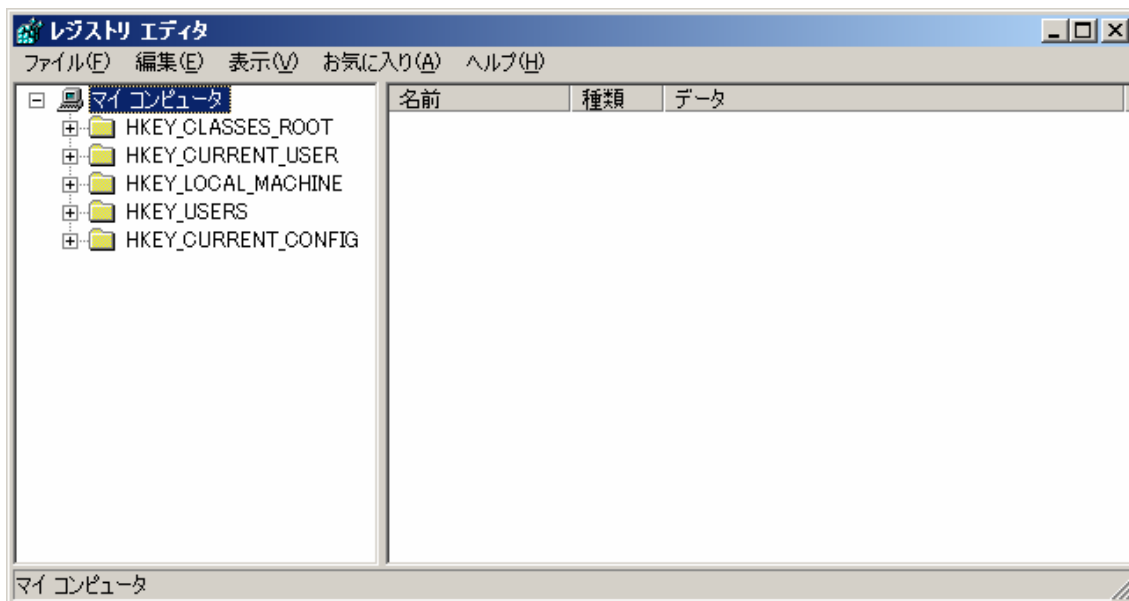 レジストリ エディタ
ファイル(F) 編集(E) 表示(V) お気に入り(A) ヘルプ(H)
マイ コンピュータ
HKEY_CLASSES_ROOT
HKEY_CURRENT_USER
HKEY_LOCAL_MACHINE
HKEY_USERS
HKEY_CURRENT_CONFIG
名前 種類 データ
マイ コンピュータ